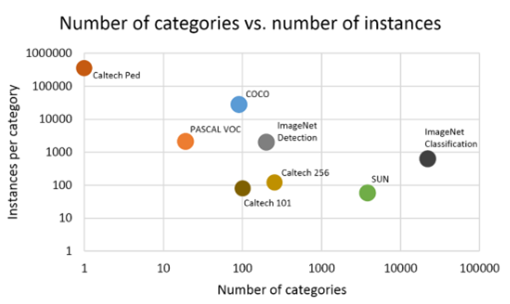 Number of categories vs. number of instances
Instances per category
1000000
100000
10000
1000
100
10
1
Caltech Ped
COCO
PASCAL VOC
ImageNet
Detection
ImageNet
Classification
Caltech 256
SUN
Caltech 101
1
10
100
1000
10000
100000
Number of categories